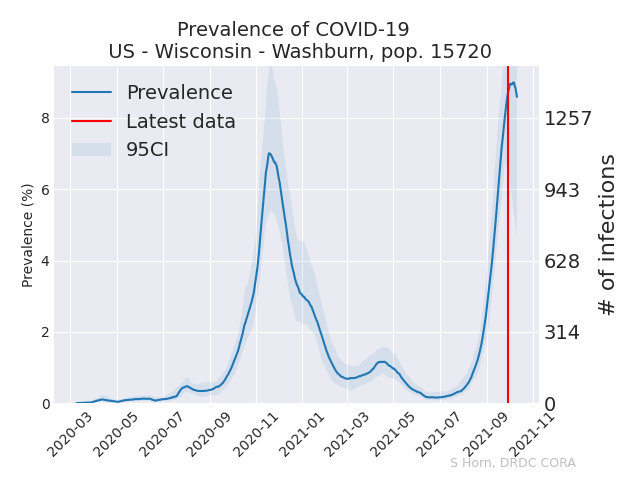 Prevalence of COVID-19
US - Wisconsin - Washburn, pop. 15720
Prevalence
Latest data
95CI
Prevalence (%)
8
6
4
2
0
1257
943
628
314
0
# of infections
2020-03
2020-05
2020-07
2020-09
2020-11
2021-01
2021-03
2021-05
2021-07
2021-09
2021-11
S Horn, DRDC CORA